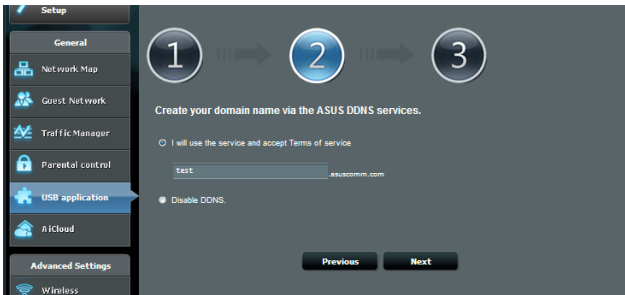 Setup
General
Network Map
Guest Network
Traffic Manager
Parental control
USB application
AiCloud
Advanced Settings
Wireless
1
2
3
Create your domain name via the ASUS DDNS services.
I will use the service and accept Terms of service
test .asuscomm.com
Disable DDNS.
Previous Next